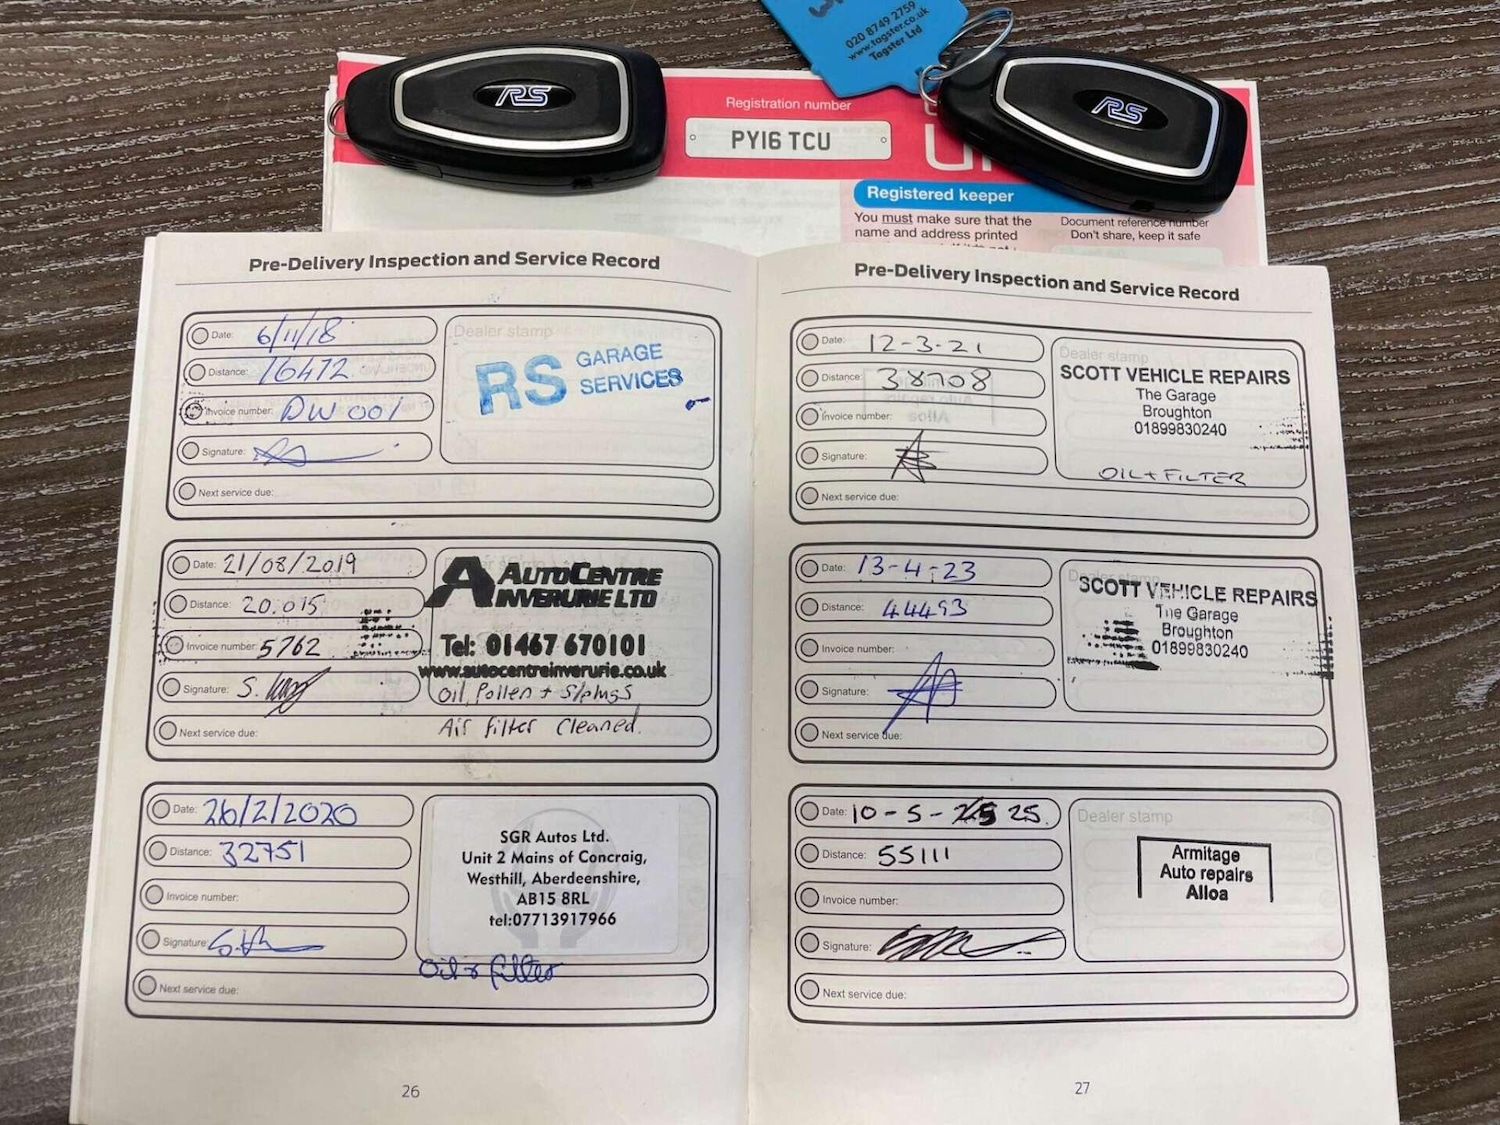 020 8749 2759
www.tagster.co.uk
Tagster Ltd
RS
RS
Registration number
PY16 TCU
Registered keeper
You must make sure that the
name and address printed
Document reference number
Don't share, keep it safe
Pre-Delivery Inspection and Service Record
Date: 6/11/18
Distance: 16472
Invoice number: DW001
Signature:
Next service due:
Dealer stamp
RS GARAGE
SERVICES
Date: 21/08/2019
Distance: 20.015
Invoice number: 5762
Signature: S.
Next service due:
AUTOCENTRE
INVERURIE LTD
Tel: 01467 670101
www.autocentreinverurie.co.uk
Oil, Pollen + S/plugs
Air filter cleaned.
Date: 26/2/2020
Distance: 32751
Invoice number:
Signature:
Next service due:
SGR Autos Ltd.
Unit 2 Mains of Concraig,
Westhill, Aberdeenshire,
AB15 8RL
tel:07713917966
Oil & filter
26
Pre-Delivery Inspection and Service Record
Date: 12-3-21
Distance: 38708
Invoice number:
Signature:
Next service due:
Dealer stamp
SCOTT VEHICLE REPAIRS
The Garage
Broughton
01899830240
OIL + FILTER
Date: 13-4-23
Distance: 44493
Invoice number:
Signature:
Next service due:
Dealer stamp
SCOTT VEHICLE REPAIRS
The Garage
Broughton
01899830240
Date: 10-5-25.
Distance: 55111
Invoice number:
Signature:
Next service due:
Dealer stamp
Armitage
Auto repairs
Alloa
27